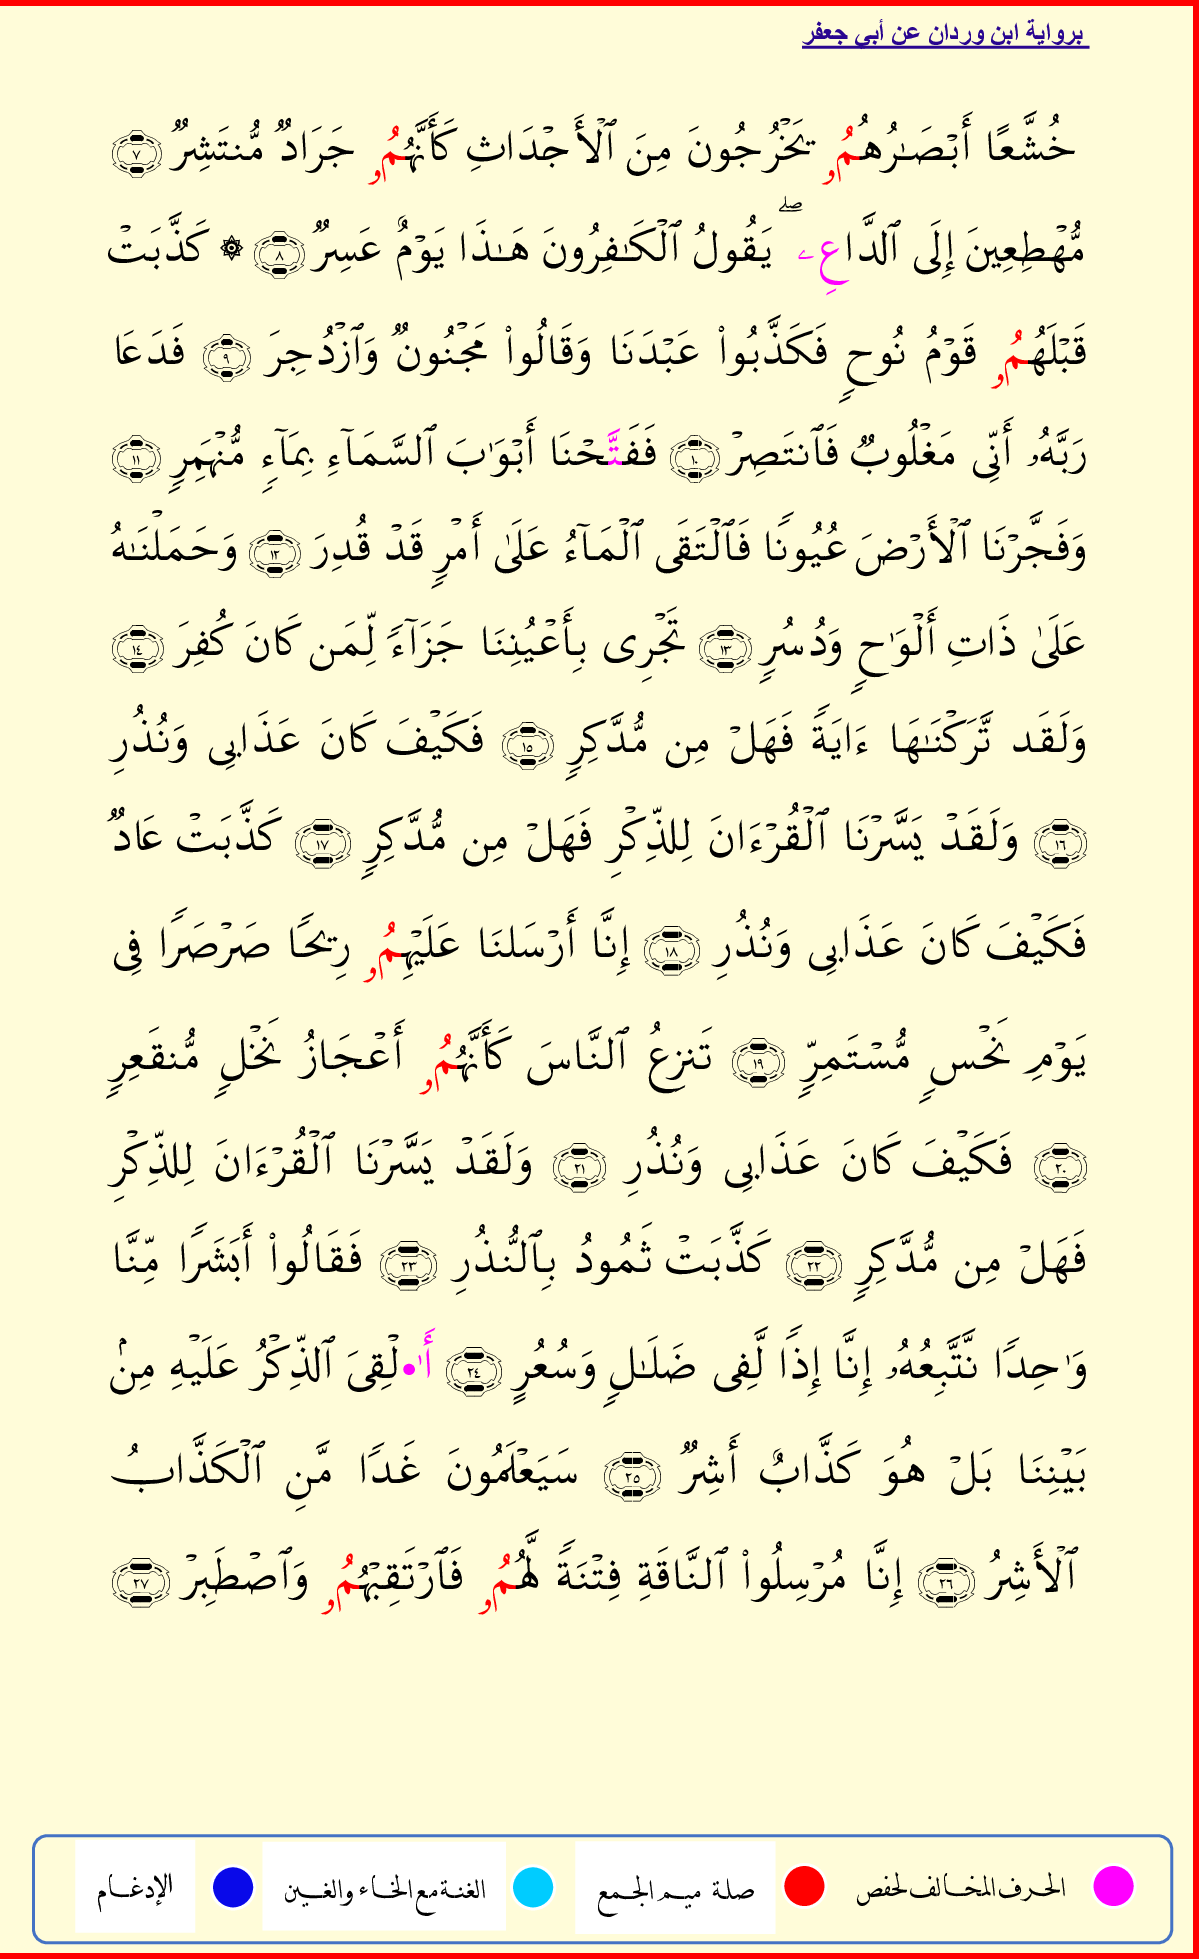 برواية ابن وردان عن أبي جعفر
خُشَّعًا أَبۡصَٰرُهُمُۥ يَخۡرُجُونَ مِنَ ٱلۡأَجۡدَاثِ كَأَنَّهُمُۥ جَرَادٞ مُّنتَشِرٞ ٧
مُّهۡطِعِينَ إِلَى ٱلدَّاعِۦۖ يَقُولُ ٱلۡكَٰفِرُونَ هَٰذَا يَوۡمٌ عَسِرٞ ٨ ۞ كَذَّبَتۡ
قَبۡلَهُمُۥ قَوۡمُ نُوحٖ فَكَذَّبُواْ عَبۡدَنَا وَقَالُواْ مَجۡنُونٞ وَٱزۡدُجِرَ ٩ فَدَعَا
رَبَّهُۥ أَنِّي مَغۡلُوبٞ فَٱنتَصِرۡ ١٠ فَفَتَّحۡنَا أَبۡوَٰبَ ٱلسَّمَآءِ بِمَآءٖ مُّنۡهَمِرٖ ١١
وَفَجَّرۡنَا ٱلۡأَرۡضَ عُيُونٗا فَٱلۡتَقَى ٱلۡمَآءُ عَلَىٰ أَمۡرٖ قَدۡ قُدِرَ ١٢ وَحَمَلۡنَٰهُ
عَلَىٰ ذَاتِ أَلۡوَٰحٖ وَدُسُرٖ ١٣ تَجۡرِي بِأَعۡيُنِنَا جَزَآءٗ لِّمَن كَانَ كُفِرَ ١٤
وَلَقَد تَّرَكۡنَٰهَا ءَايَةٗ فَهَلۡ مِن مُّدَّكِرٖ ١٥ فَكَيۡفَ كَانَ عَذَابِي وَنُذُرِ
١٦ وَلَقَدۡ يَسَّرۡنَا ٱلۡقُرۡءَانَ لِلذِّكۡرِ فَهَلۡ مِن مُّدَّكِرٖ ١٧ كَذَّبَتۡ عَادٞ
فَكَيۡفَ كَانَ عَذَابِي وَنُذُرِ ١٨ إِنَّا أَرۡسَلنَا عَلَيۡهِمُۥ رِيحٗا صَرۡصَرٗا فِي
يَوۡمِ نَحۡسٖ مُّسۡتَمِرّٖ ١٩ تَنزِعُ ٱلنَّاسَ كَأَنَّهُمُۥ أَعۡجَازُ نَخۡلٖ مُّنقَعِرٖ
٢٠ فَكَيۡفَ كَانَ عَذَابِي وَنُذُرِ ٢١ وَلَقَدۡ يَسَّرۡنَا ٱلۡقُرۡءَانَ لِلذِّكۡرِ
فَهَلۡ مِن مُّدَّكِرٖ ٢٢ كَذَّبَتۡ ثَمُودُ بِٱلنُّذُرِ ٢٣ فَقَالُواْ أَبَشَرٗا مِّنَّا
وَٰحِدٗا نَّتَّبِعُهُۥ إِنَّا إِذٗا لَّفِي ضَلَٰلٖ وَسُعُرٍ ٢٤ أَٰ•لۡقِيَ ٱلذِّكۡرُ عَلَيۡهِ مِنۢ
بَيۡنِنَا بَلۡ هُوَ كَذَّابٌ أَشِرٞ ٢٥ سَيَعۡلَمُونَ غَدٗا مَّنِ ٱلۡكَذَّابُ
ٱلۡأَشِرُ ٢٦ إِنَّا مُرۡسِلُواْ ٱلنَّاقَةِ فِتۡنَةٗ لَّهُمُۥ فَٱرۡتَقِبۡهُمُۥ وَٱصۡطَبِرۡ ٢٧
الحرف المخالف لحفص صلة ميم الجمع الغنة مع الخاء والغين الإدغام